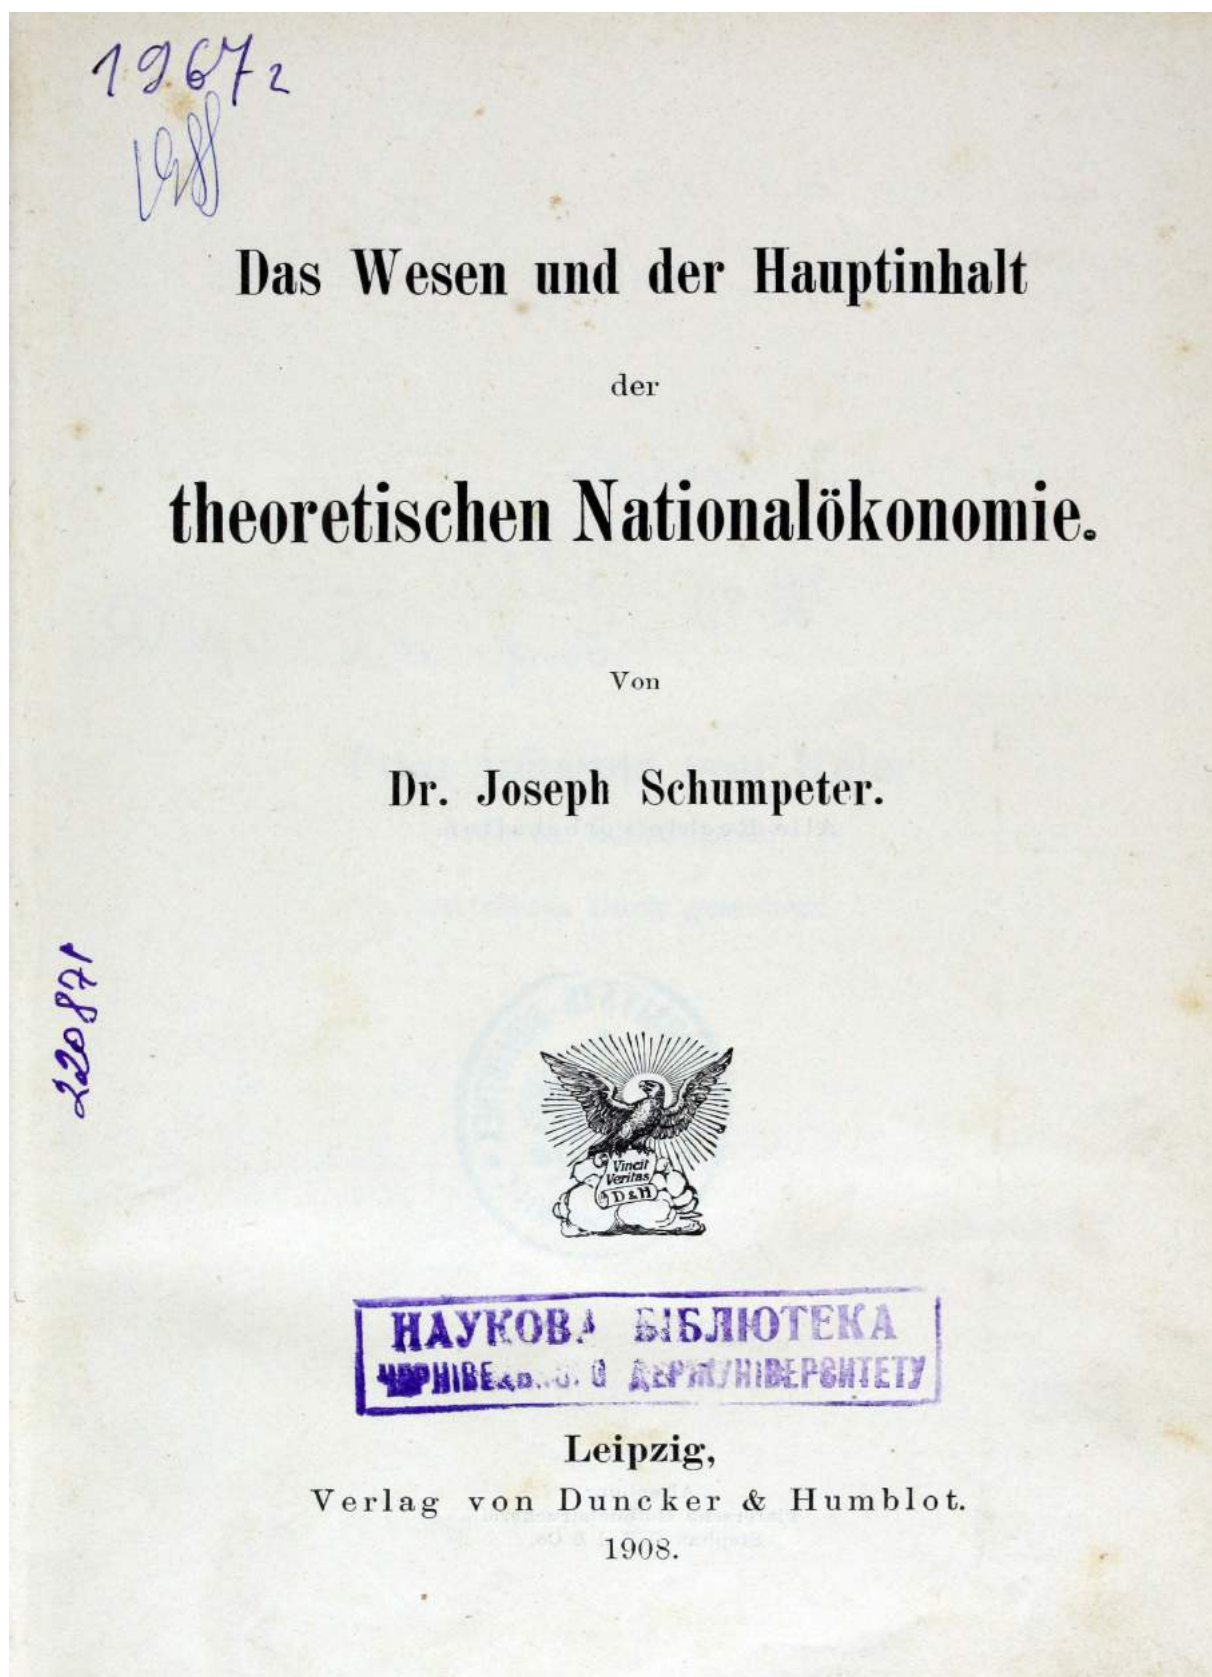 1967 г
Das Wesen und der Hauptinhalt
der
theoretischen Nationalökonomie.
Von
Dr. Joseph Schumpeter.
220871
Vincit
Veritas
D & H
НАУКОВА БІБЛІОТЕКА
ДЕРЖУНІВЕРСИТЕТУ
Leipzig,
Verlag von Duncker & Humblot.
1908.